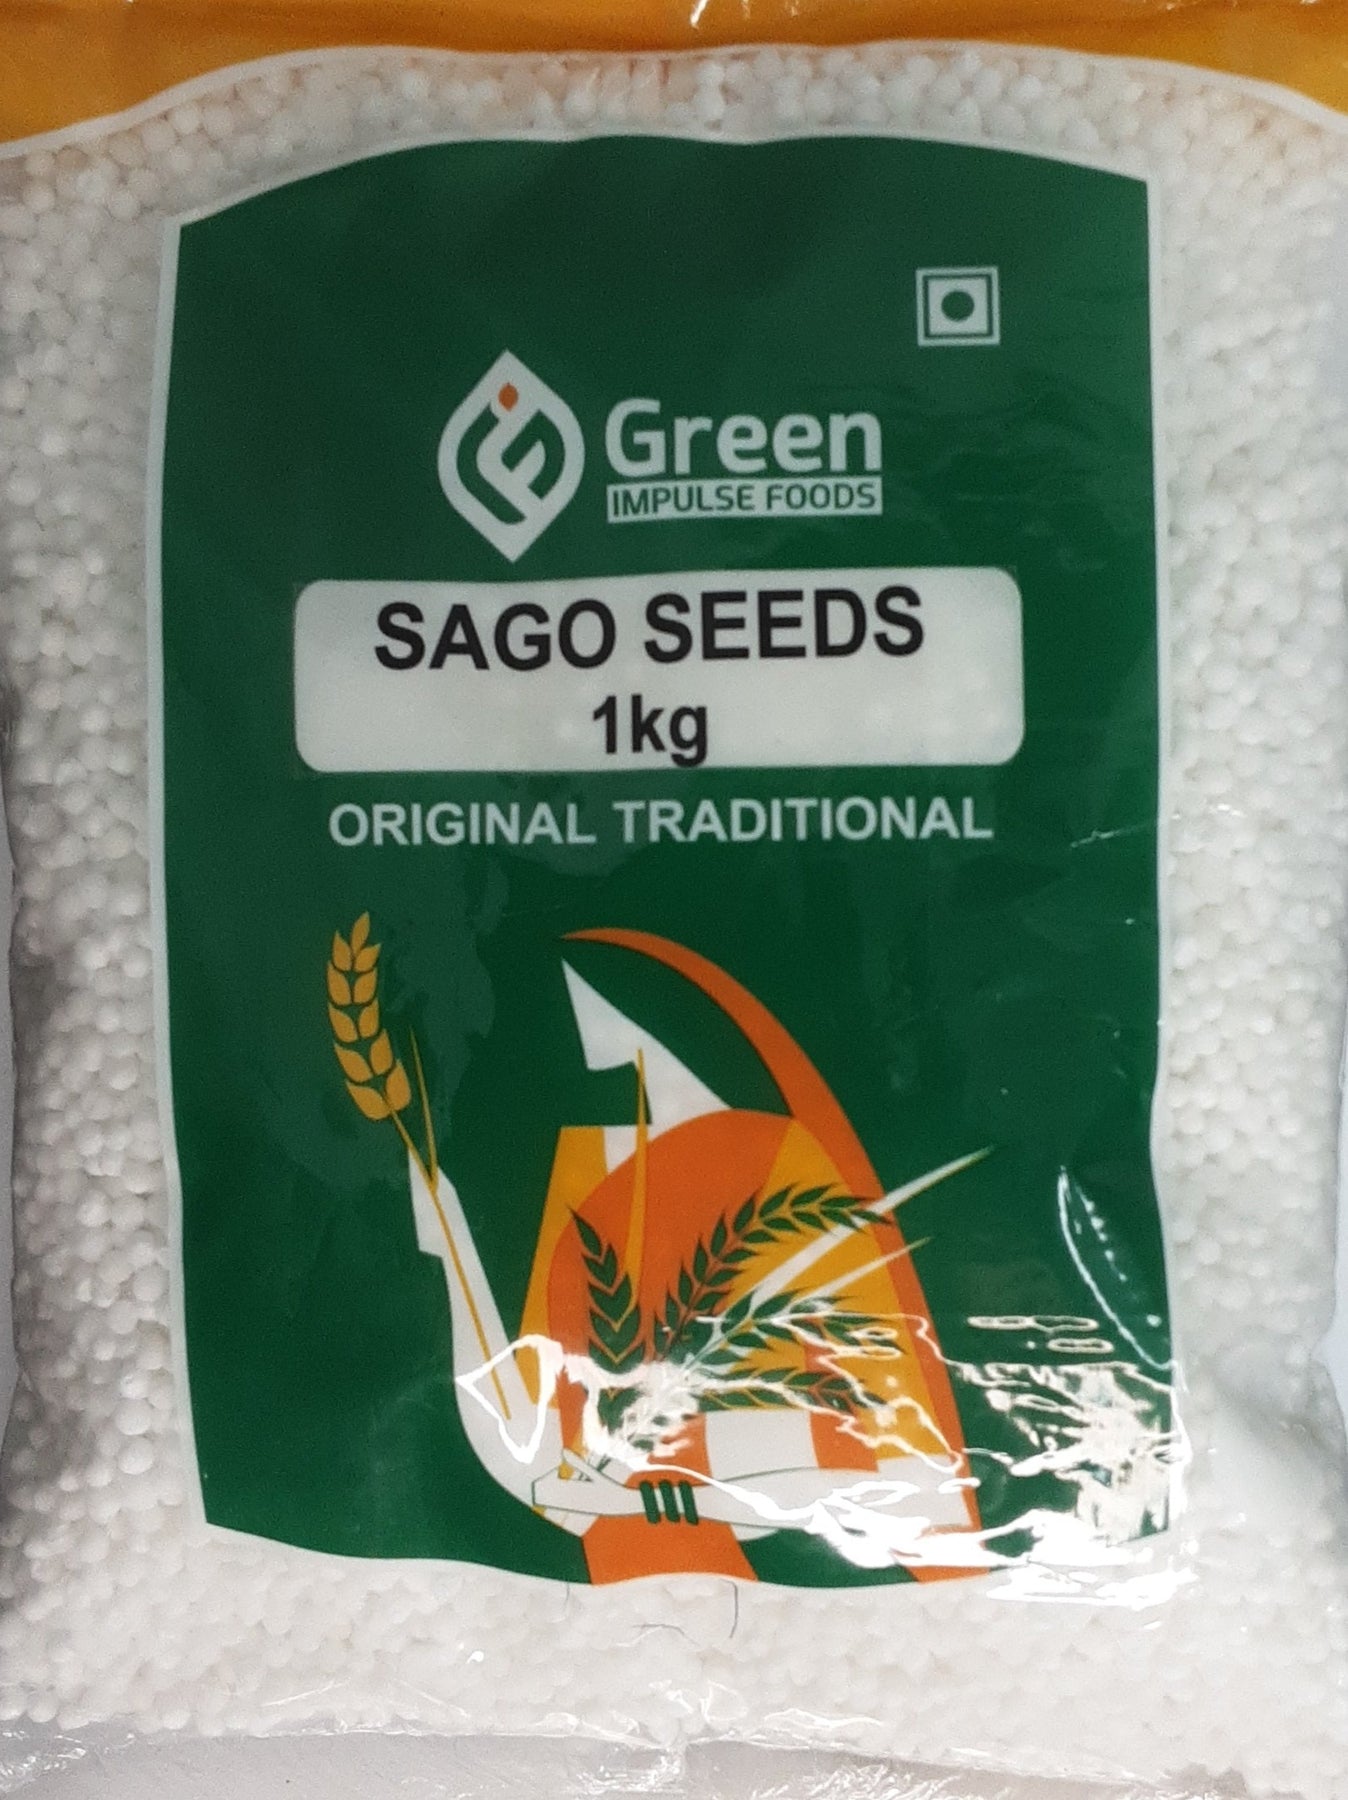 Green
IMPULSE FOODS
SAGO SEEDS
1kg
ORIGINAL TRADITIONAL